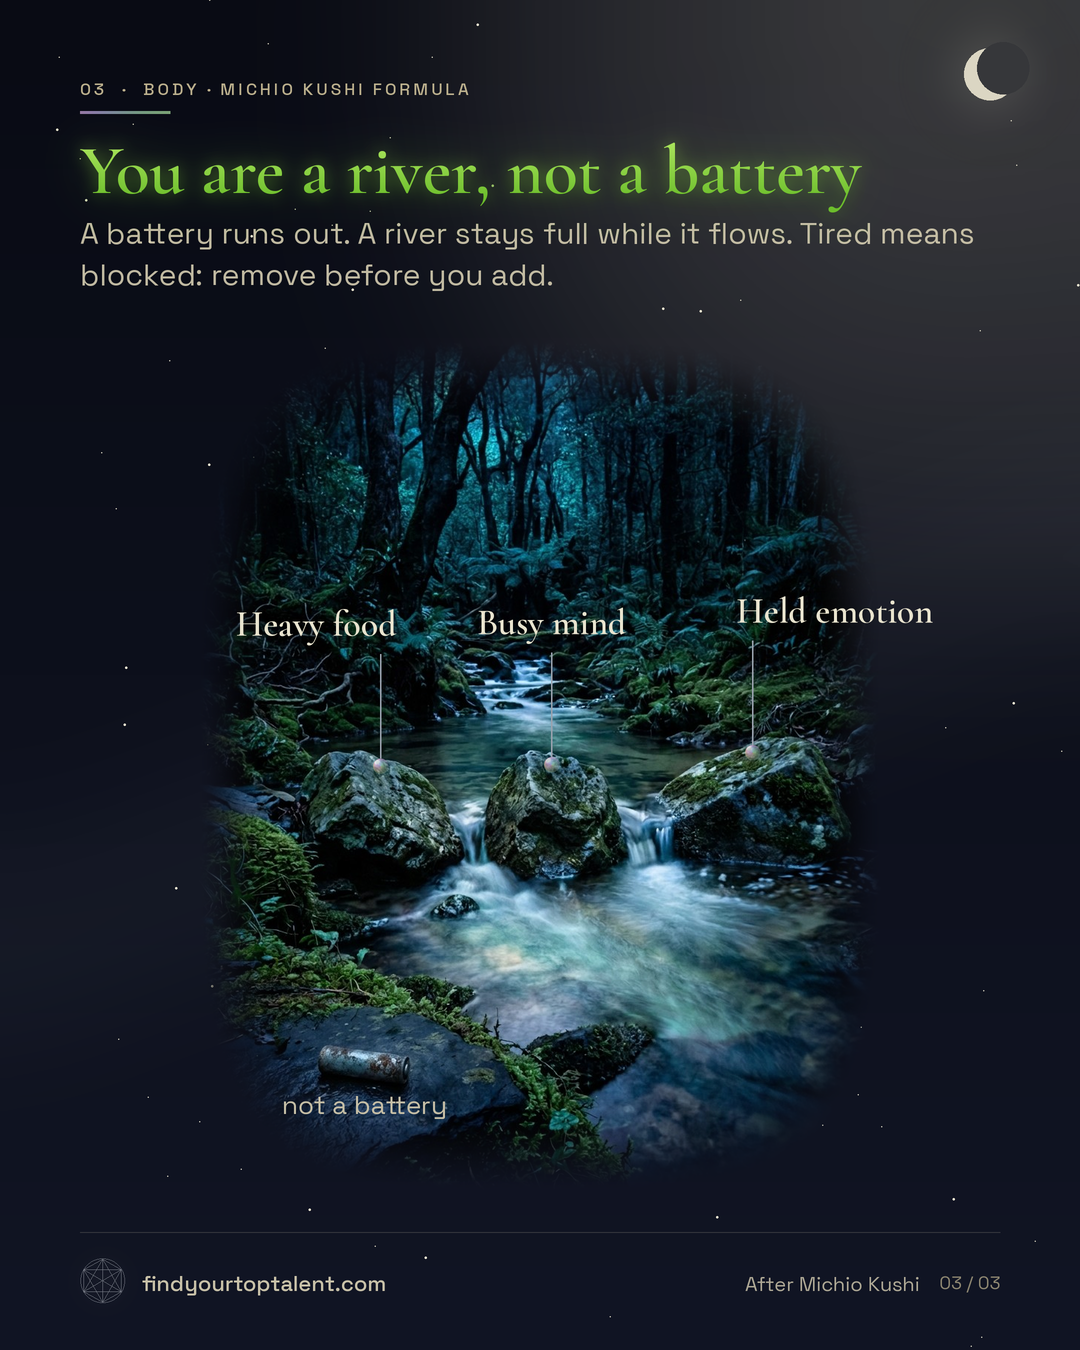 03 · BODY · MICHIO KUSHI FORMULA
You are a river, not a battery
A battery runs out. A river stays full while it flows. Tired means
blocked: remove before you add.
Heavy food
Busy mind
Held emotion
not a battery
findyourtoptalent.com
After Michio Kushi
03 / 03